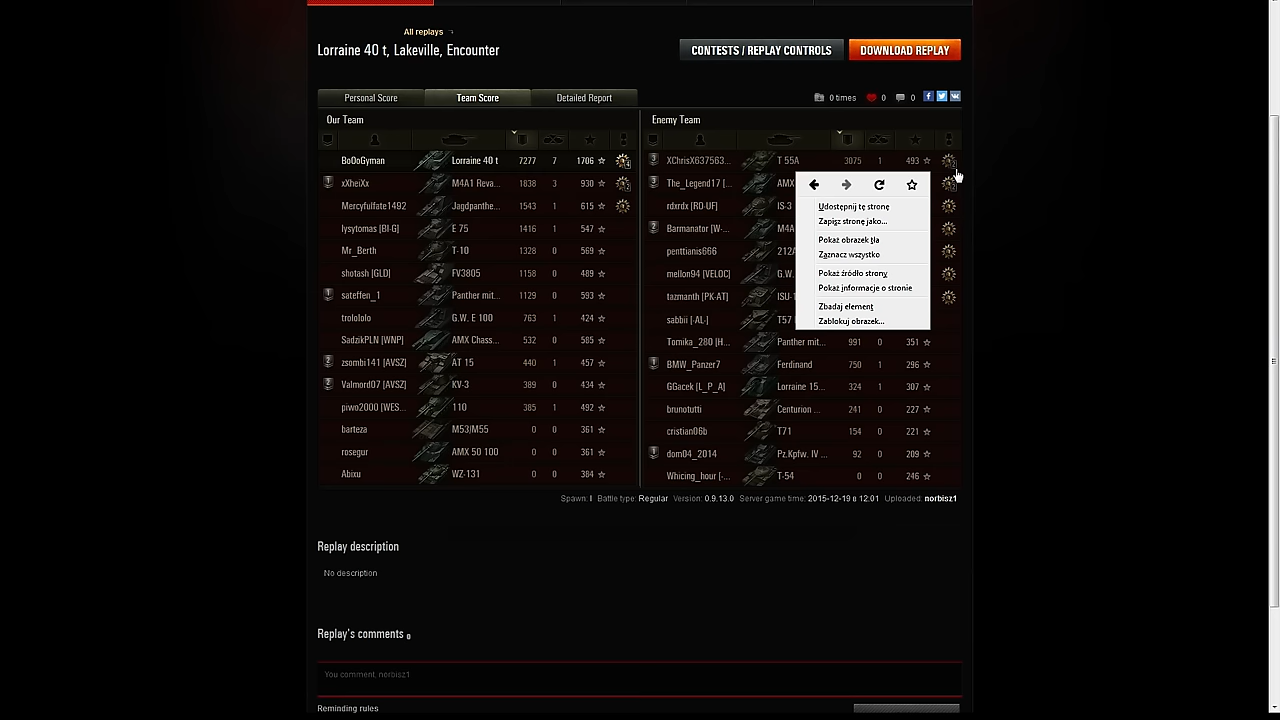 All replays
Lorraine 40 t, Lakeville, Encounter
CONTESTS / REPLAY CONTROLS
DOWNLOAD REPLAY
Personal Score
Team Score
Detailed Report
0 times
0
0
Our Team
BoOoGyman Lorraine 40 t 7277 7 1706
xXheiXx M4A1 Reva... 1838 3 930
Mercyfulfate1492 Jagdpanthe... 1543 1 615
lysytomas [BI-G] E 75 1416 1 547
Mr_Berth T-10 1328 0 569
shotash [GLD] FV3805 1158 0 489
sateffen_1 Panther mit... 1129 0 593
trolololo G.W. E 100 763 1 424
SadzikPLN [WNP] AMX Chass... 532 0 585
zsombi141 [AVSZ] AT 15 440 1 457
Valmord07 [AVSZ] KV-3 389 0 434
piwo2000 [WES... 110 385 1 492
barteza M53/M55 0 0 361
rosegur AMX 50 100 0 0 361
Abixu WZ-131 0 0 384
Enemy Team
XChrisX637563... T 55A 3075 1 493
The_Legend17 [... AMX
rdxrdx [RO-UF] IS-3
Barmanator [W-... M4A
penttianis666 212A
mellon94 [VELOC] G.W.
tazmanth [PK-AT] ISU-1
sabbii [-AL-] T57
Tomika_280 [H... Panther mit... 991 0 351
BMW_Panzer7 Ferdinand 750 1 296
GGacek [L_P_A] Lorraine 15... 324 1 307
brunotutti Centurion ... 241 0 227
cristian06b T71 154 0 221
dom04_2014 Pz.Kpfw. IV ... 92 0 209
Whicing_hour [-... T-54 0 0 246
Udostępnij tę stronę
Zapisz stronę jako...
Pokaż obrazek tła
Zaznacz wszystko
Pokaż źródło strony
Pokaż informacje o stronie
Zbadaj element
Zablokuj obrazek...
Spawn: I Battle type: Regular Version: 0.9.13.0 Server game time: 2015-12-19 в 12:01 Uploaded: norbisz1
Replay description
No description
Replay's comments 0
You comment, norbisz1
Reminding rules